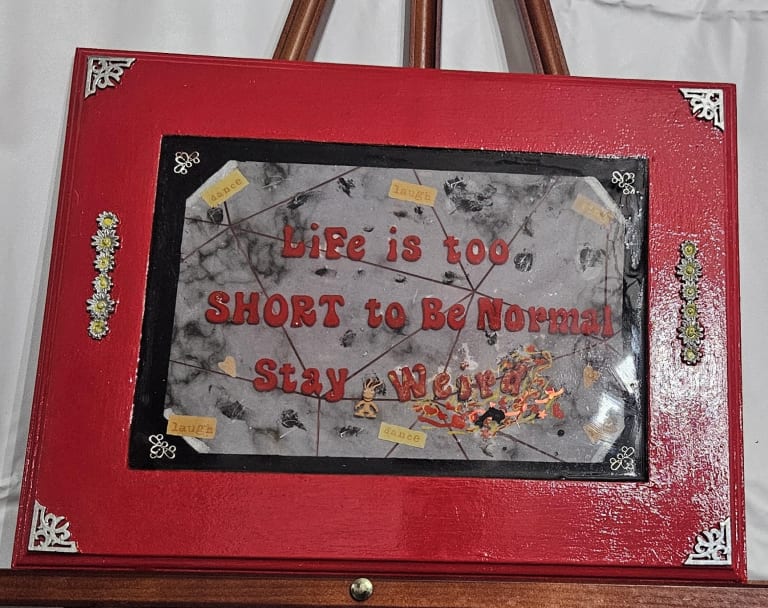 dance
laugh
LiFe is too
SHORT to Be Normal
Stay Weird
laugh
dance